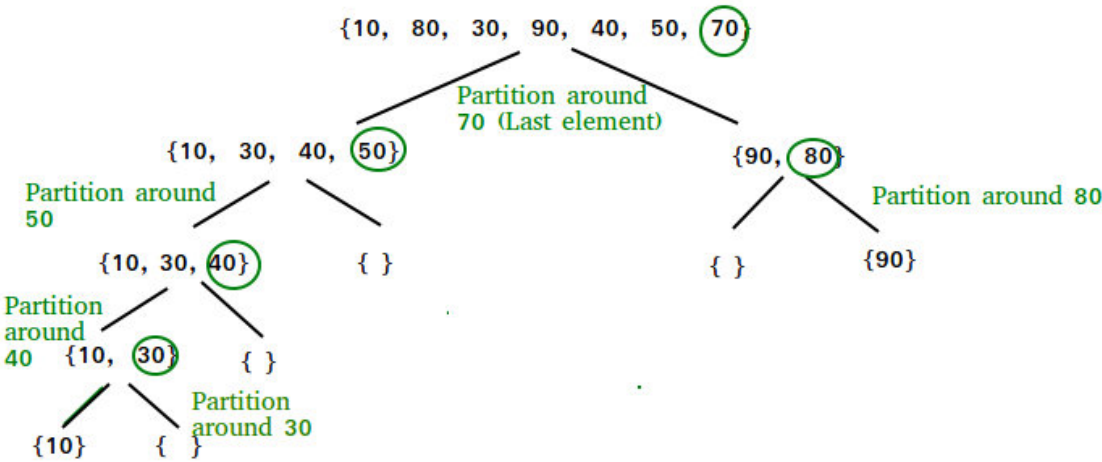 {10, 80, 30, 90, 40, 50, 70}
Partition around
70 (Last element)
{10, 30, 40, 50}
{90, 80}
Partition around
50
Partition around 80
{10, 30, 40}
{ }
{ }
{90}
Partition
around
40
{10, 30}
{ }
Partition
around 30
{10}
{ }